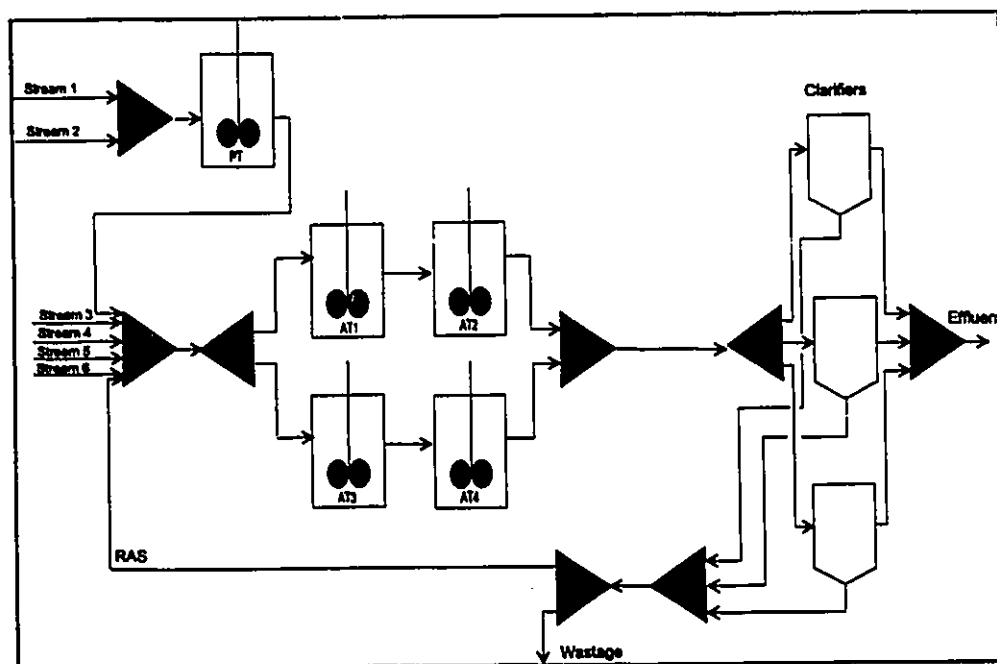 Stream 1
Stream 2
PT
Clarifiers
Stream 3
Stream 4
Stream 5
Stream 6
AT1
AT2
Effluent
AT3
AT4
RAS
Wastage